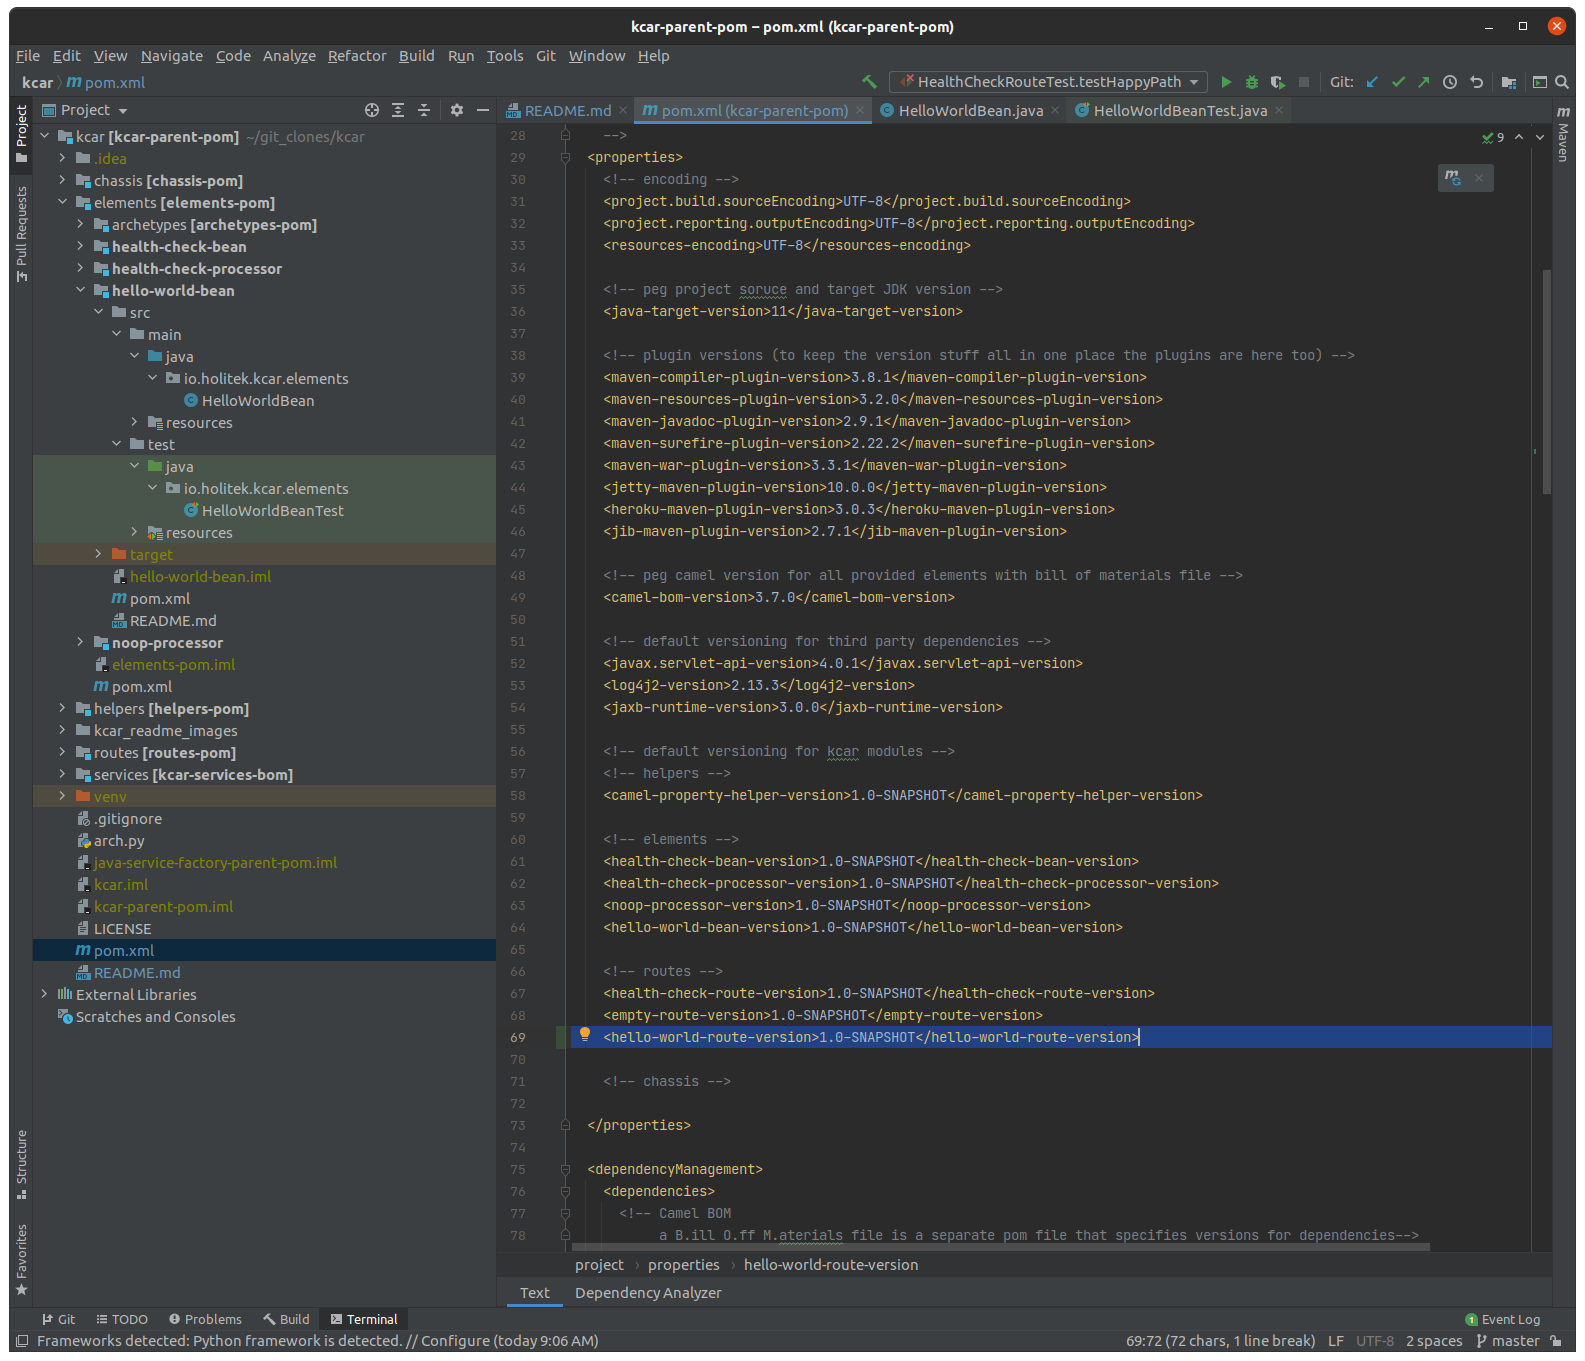 kcar-parent-pom – pom.xml (kcar-parent-pom)
File Edit View Navigate Code Analyze Refactor Build Run Tools Git Window Help
kcar pom.xml
HealthCheckRouteTest.testHappyPath
Git:
Project
README.md
pom.xml (kcar-parent-pom)
HelloWorldBean.java
HelloWorldBeanTest.java
Project
Pull Requests
Structure
Favorites
Maven
kcar [kcar-parent-pom] ~/git_clones/kcar
.idea
chassis [chassis-pom]
elements [elements-pom]
archetypes [archetypes-pom]
health-check-bean
health-check-processor
hello-world-bean
src
main
java
io.holitek.kcar.elements
HelloWorldBean
resources
test
java
io.holitek.kcar.elements
HelloWorldBeanTest
resources
target
hello-world-bean.iml
pom.xml
README.md
noop-processor
elements-pom.iml
pom.xml
helpers [helpers-pom]
kcar_readme_images
routes [routes-pom]
services [kcar-services-bom]
venv
.gitignore
arch.py
java-service-factory-parent-pom.iml
kcar.iml
kcar-parent-pom.iml
LICENSE
pom.xml
README.md
External Libraries
Scratches and Consoles
9
28 -->
29 <properties>
30 <!-- encoding -->
31 <project.build.sourceEncoding>UTF-8</project.build.sourceEncoding>
32 <project.reporting.outputEncoding>UTF-8</project.reporting.outputEncoding>
33 <resources-encoding>UTF-8</resources-encoding>
34
35 <!-- peg project soruce and target JDK version -->
36 <java-target-version>11</java-target-version>
37
38 <!-- plugin versions (to keep the version stuff all in one place the plugins are here too) -->
39 <maven-compiler-plugin-version>3.8.1</maven-compiler-plugin-version>
40 <maven-resources-plugin-version>3.2.0</maven-resources-plugin-version>
41 <maven-javadoc-plugin-version>2.9.1</maven-javadoc-plugin-version>
42 <maven-surefire-plugin-version>2.22.2</maven-surefire-plugin-version>
43 <maven-war-plugin-version>3.3.1</maven-war-plugin-version>
44 <jetty-maven-plugin-version>10.0.0</jetty-maven-plugin-version>
45 <heroku-maven-plugin-version>3.0.3</heroku-maven-plugin-version>
46 <jib-maven-plugin-version>2.7.1</jib-maven-plugin-version>
47
48 <!-- peg camel version for all provided elements with bill of materials file -->
49 <camel-bom-version>3.7.0</camel-bom-version>
50
51 <!-- default versioning for third party dependencies -->
52 <javax.servlet-api-version>4.0.1</javax.servlet-api-version>
53 <log4j2-version>2.13.3</log4j2-version>
54 <jaxb-runtime-version>3.0.0</jaxb-runtime-version>
55
56 <!-- default versioning for kcar modules -->
57 <!-- helpers -->
58 <camel-property-helper-version>1.0-SNAPSHOT</camel-property-helper-version>
59
60 <!-- elements -->
61 <health-check-bean-version>1.0-SNAPSHOT</health-check-bean-version>
62 <health-check-processor-version>1.0-SNAPSHOT</health-check-processor-version>
63 <noop-processor-version>1.0-SNAPSHOT</noop-processor-version>
64 <hello-world-bean-version>1.0-SNAPSHOT</hello-world-bean-version>
65
66 <!-- routes -->
67 <health-check-route-version>1.0-SNAPSHOT</health-check-route-version>
68 <empty-route-version>1.0-SNAPSHOT</empty-route-version>
69 <hello-world-route-version>1.0-SNAPSHOT</hello-world-route-version>
70
71 <!-- chassis -->
72
73 </properties>
74
75 <dependencyManagement>
76 <dependencies>
77 <!-- Camel BOM
78 a B.ill O.ff M.aterials file is a separate pom file that specifies versions for dependencies-->
project › properties › hello-world-route-version
Text Dependency Analyzer
Git TODO Problems Build Terminal
1 Event Log
Frameworks detected: Python framework is detected. // Configure (today 9:06 AM)
69:72 (72 chars, 1 line break) LF UTF-8 2 spaces master